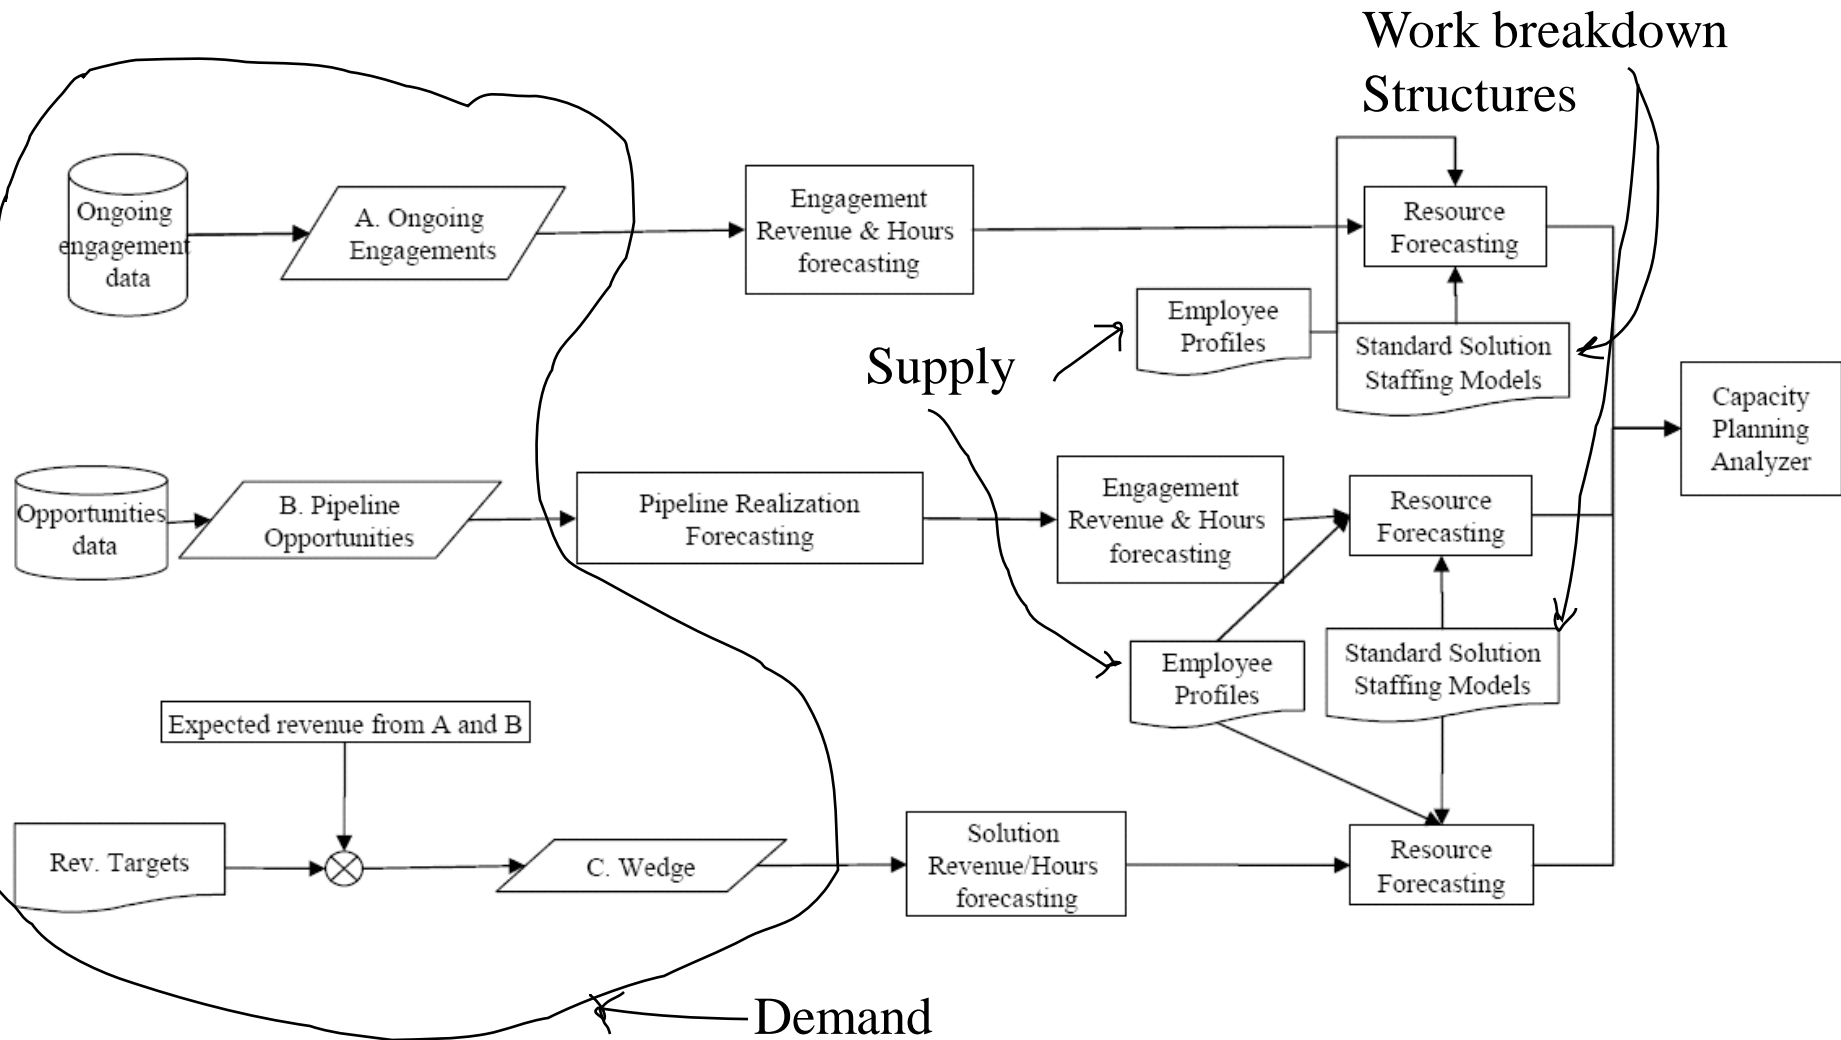 Work breakdown
Structures
Ongoing
engagement
data
A. Ongoing
Engagements
Engagement
Revenue & Hours
forecasting
Resource
Forecasting
Employee
Profiles
Standard Solution
Staffing Models
Supply
Capacity
Planning
Analyzer
Opportunities
data
B. Pipeline
Opportunities
Pipeline Realization
Forecasting
Engagement
Revenue & Hours
forecasting
Resource
Forecasting
Employee
Profiles
Standard Solution
Staffing Models
Expected revenue from A and B
Rev. Targets
C. Wedge
Solution
Revenue/Hours
forecasting
Resource
Forecasting
Demand